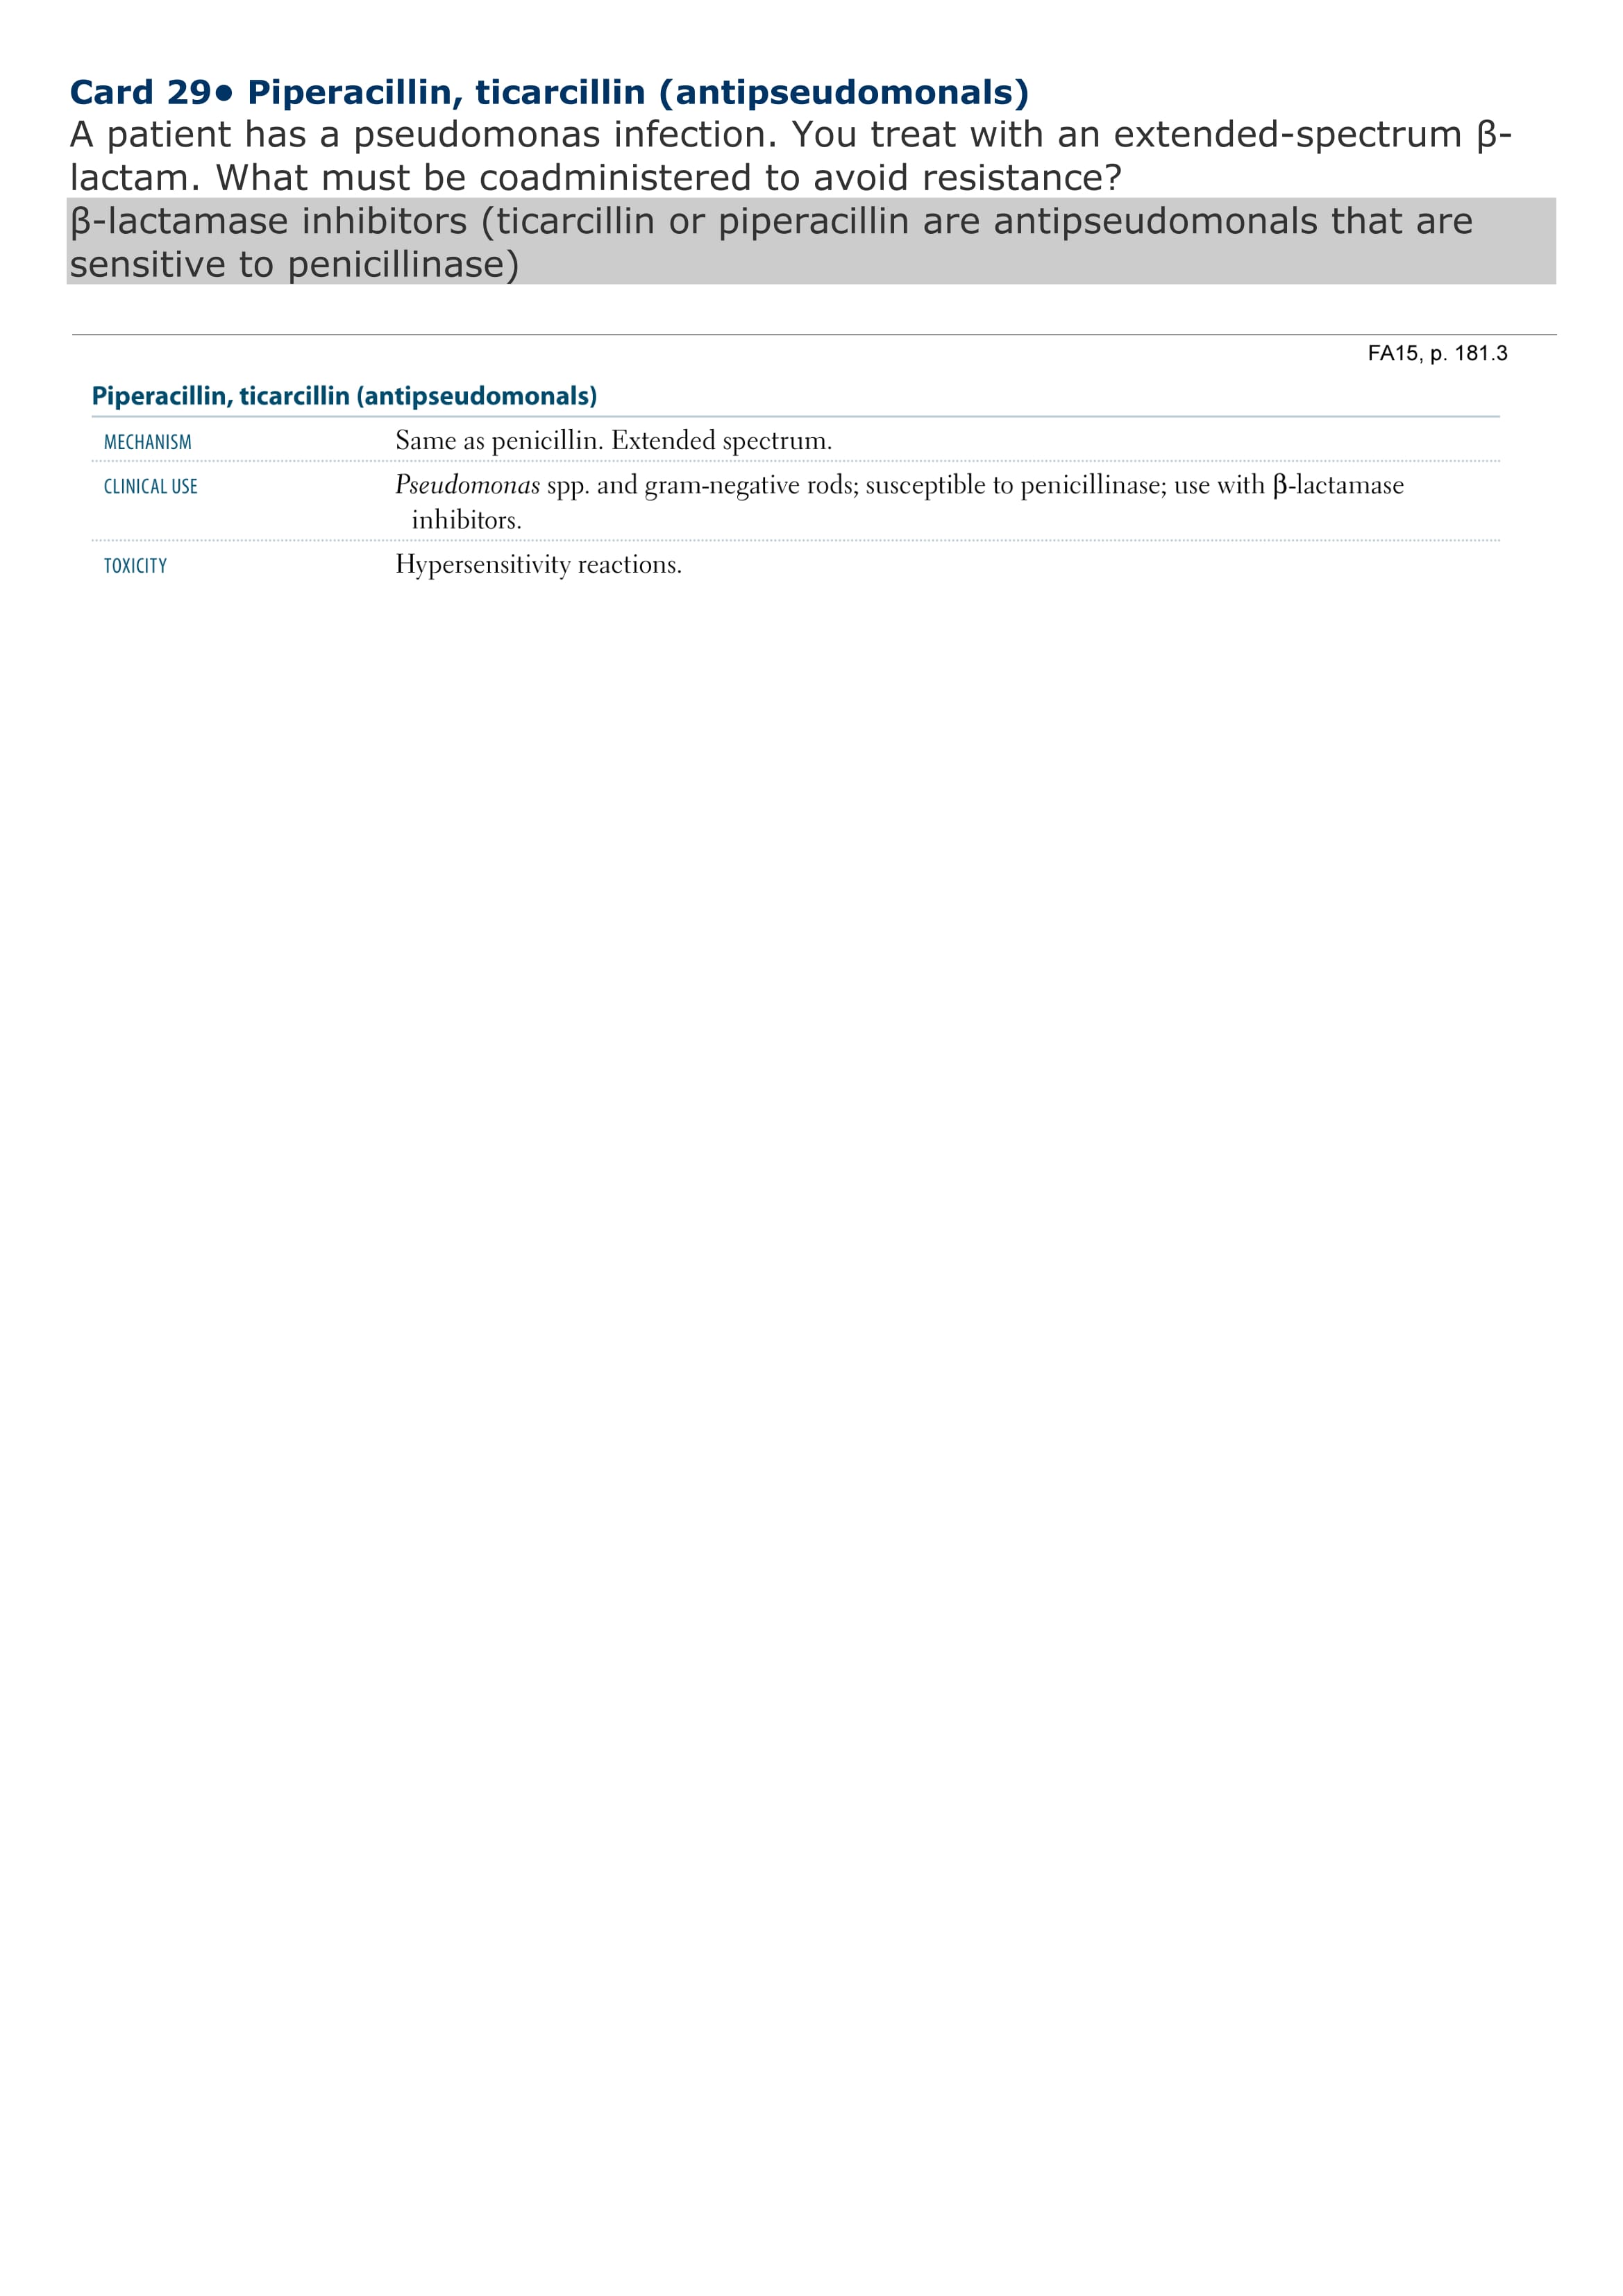 Card 29● Piperacillin, ticarcillin (antipseudomonals)
A patient has a pseudomonas infection. You treat with an extended-spectrum β-
lactam. What must be coadministered to avoid resistance?
β-lactamase inhibitors (ticarcillin or piperacillin are antipseudomonals that are
sensitive to penicillinase)
FA15, p. 181.3
Piperacillin, ticarcillin (antipseudomonals)
MECHANISM Same as penicillin. Extended spectrum.
CLINICAL USE Pseudomonas spp. and gram-negative rods; susceptible to penicillinase; use with β-lactamase
inhibitors.
TOXICITY Hypersensitivity reactions.